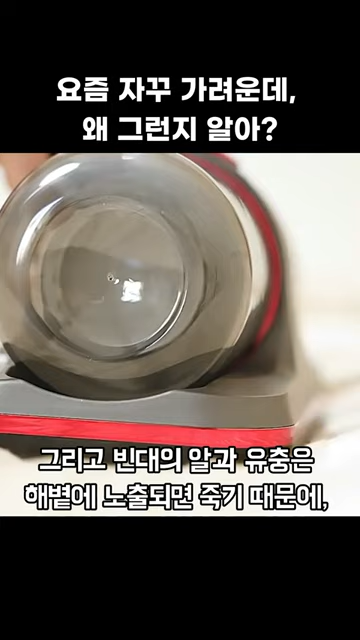 요즘 자꾸 가려운데,
왜 그런지 알아?
그리고 빈대의 알과 유충은
해볕에 노출되면 죽기 때문에,